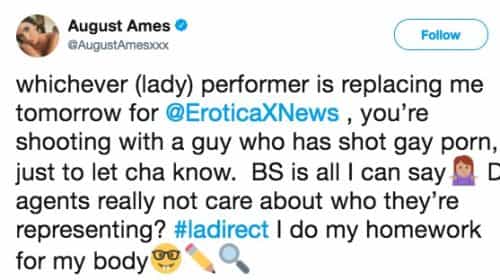 August Ames
@AugustAmesxxx
Follow
whichever (lady) performer is replacing me
tomorrow for @EroticaXNews , you're
shooting with a guy who has shot gay porn,
just to let cha know.  BS is all I can say🤷🏽‍♀️ D
agents really not care about who they're
representing? #ladirect I do my homework
for my body🤓✏️🔍